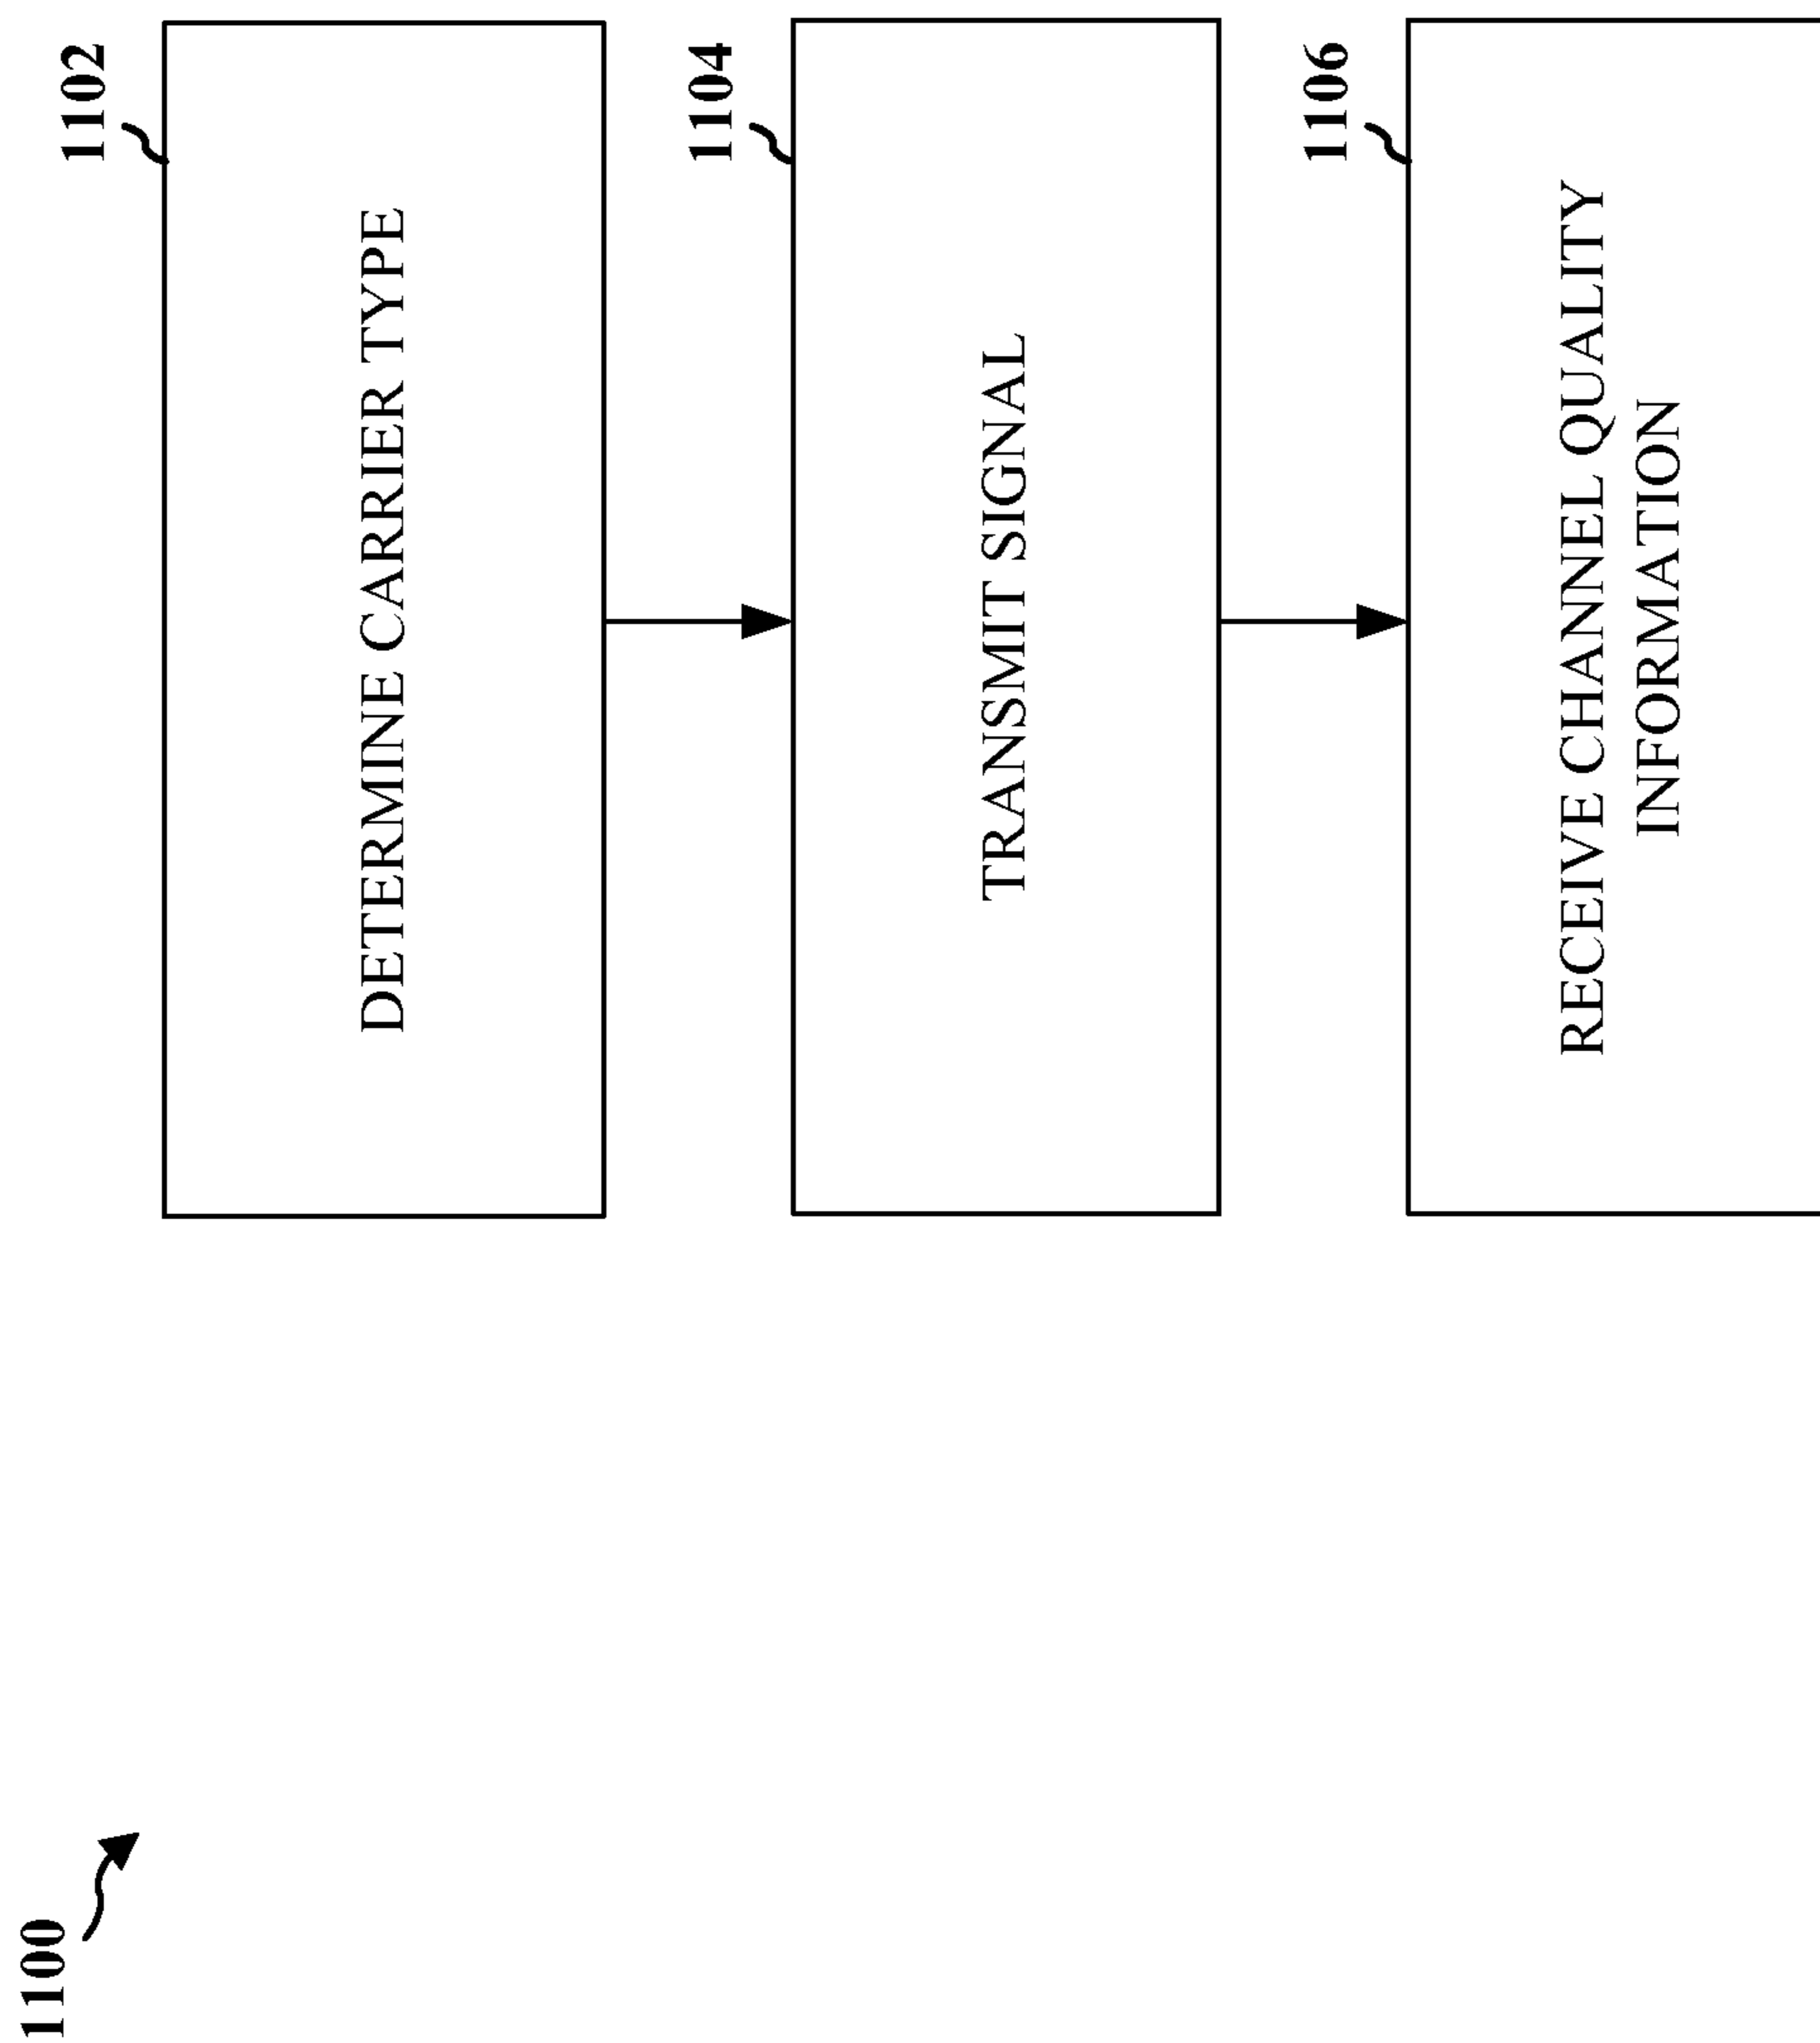 1100
1102
DETERMINE CARRIER TYPE
1104
TRANSMIT SIGNAL
1106
RECEIVE CHANNEL QUALITY
INFORMATION